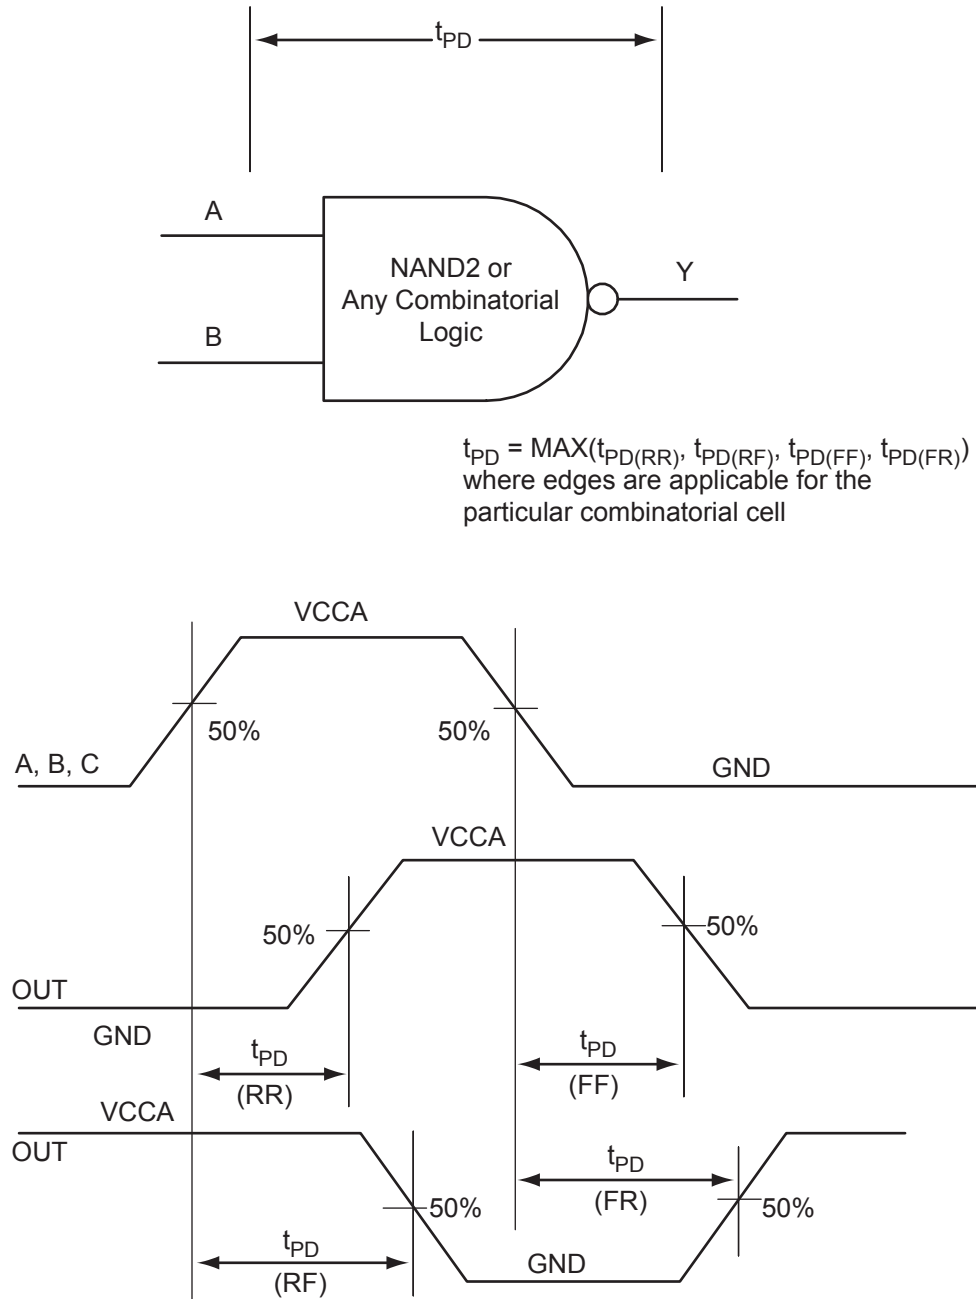 tPD
A
NAND2 or
Any Combinatorial
Logic
Y
B
tPD = MAX(tPD(RR), tPD(RF), tPD(FF), tPD(FR))
where edges are applicable for the
particular combinatorial cell
VCCA
50%
50%
A, B, C
GND
VCCA
50%
50%
OUT
GND
tPD
(RR)
tPD
(FF)
VCCA
OUT
tPD
(FR)
50%
50%
tPD
(RF)
GND